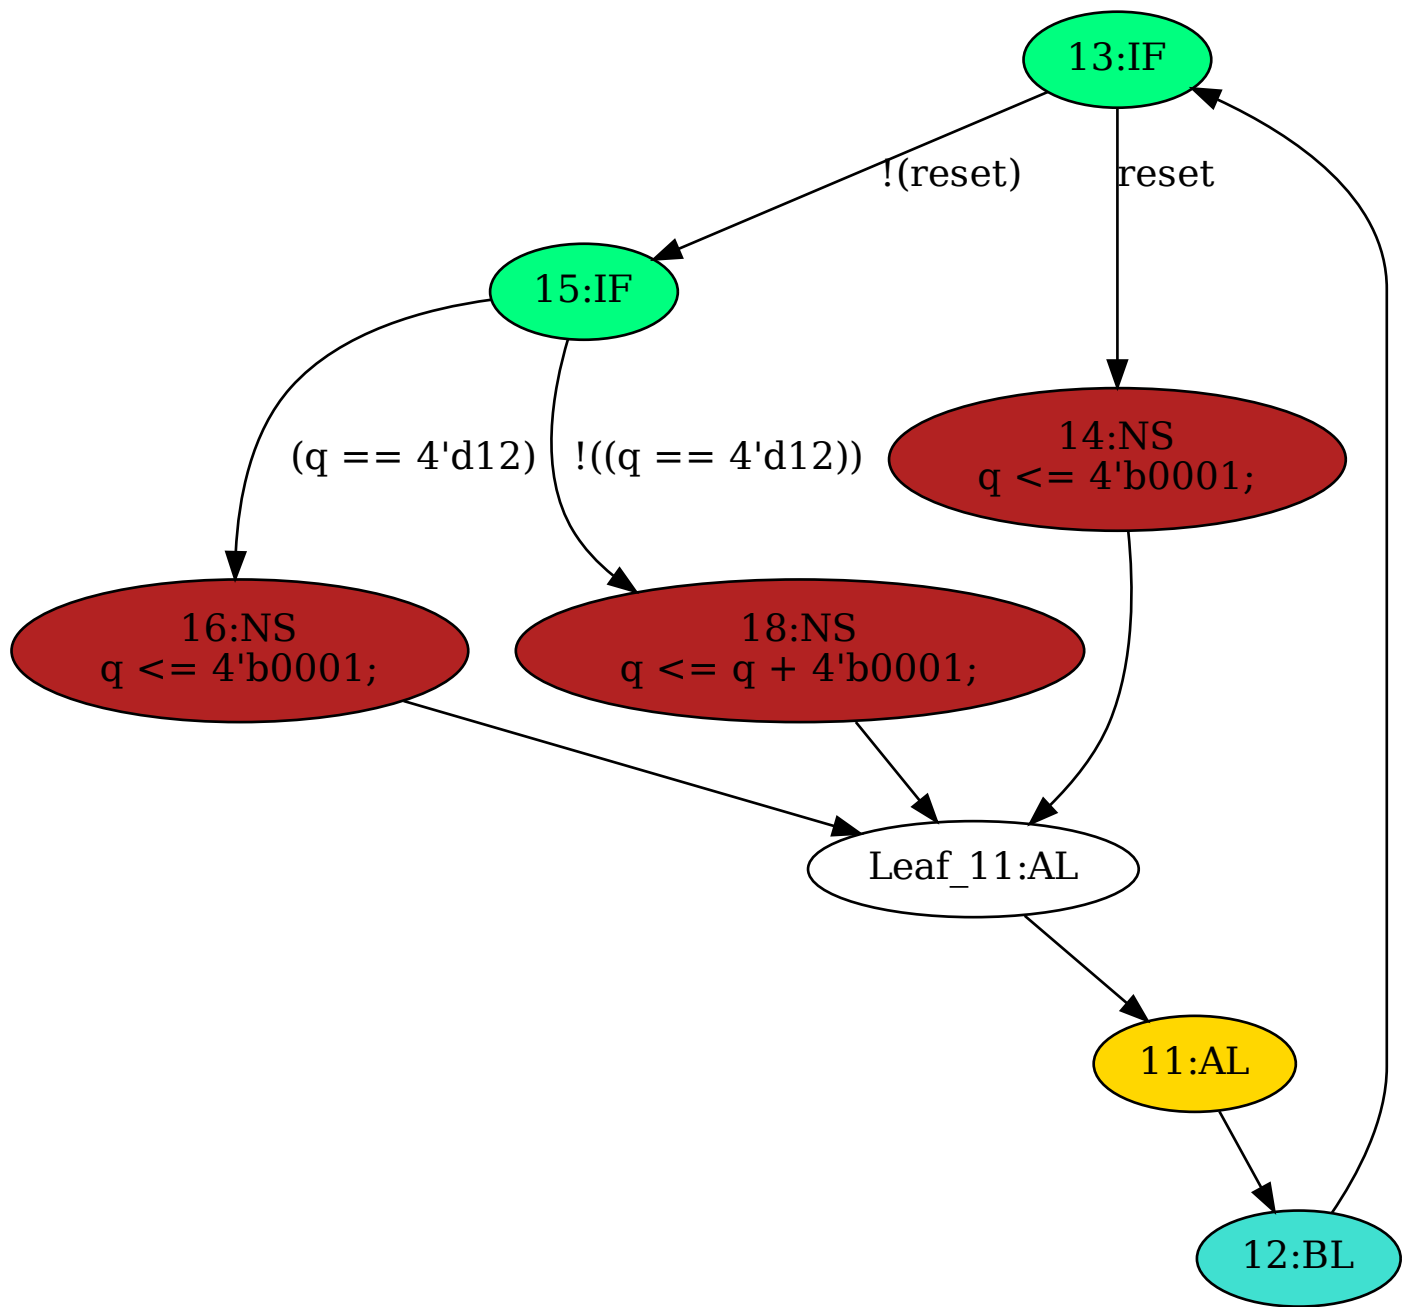 13:IF
!(reset)
reset
15:IF
(q == 4'd12)
!((q == 4'd12))
14:NS
q <= 4'b0001;
16:NS
q <= 4'b0001;
18:NS
q <= q + 4'b0001;
Leaf_11:AL
11:AL
12:BL